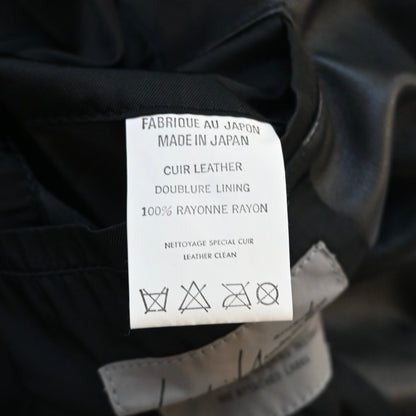 FABRIQUE AU JAPON
MADE IN JAPAN
CUIR LEATHER
DOUBLURE LINING
100% RAYONNE RAYON
NETTOYAGE SPECIAL CUIR
LEATHER CLEAN